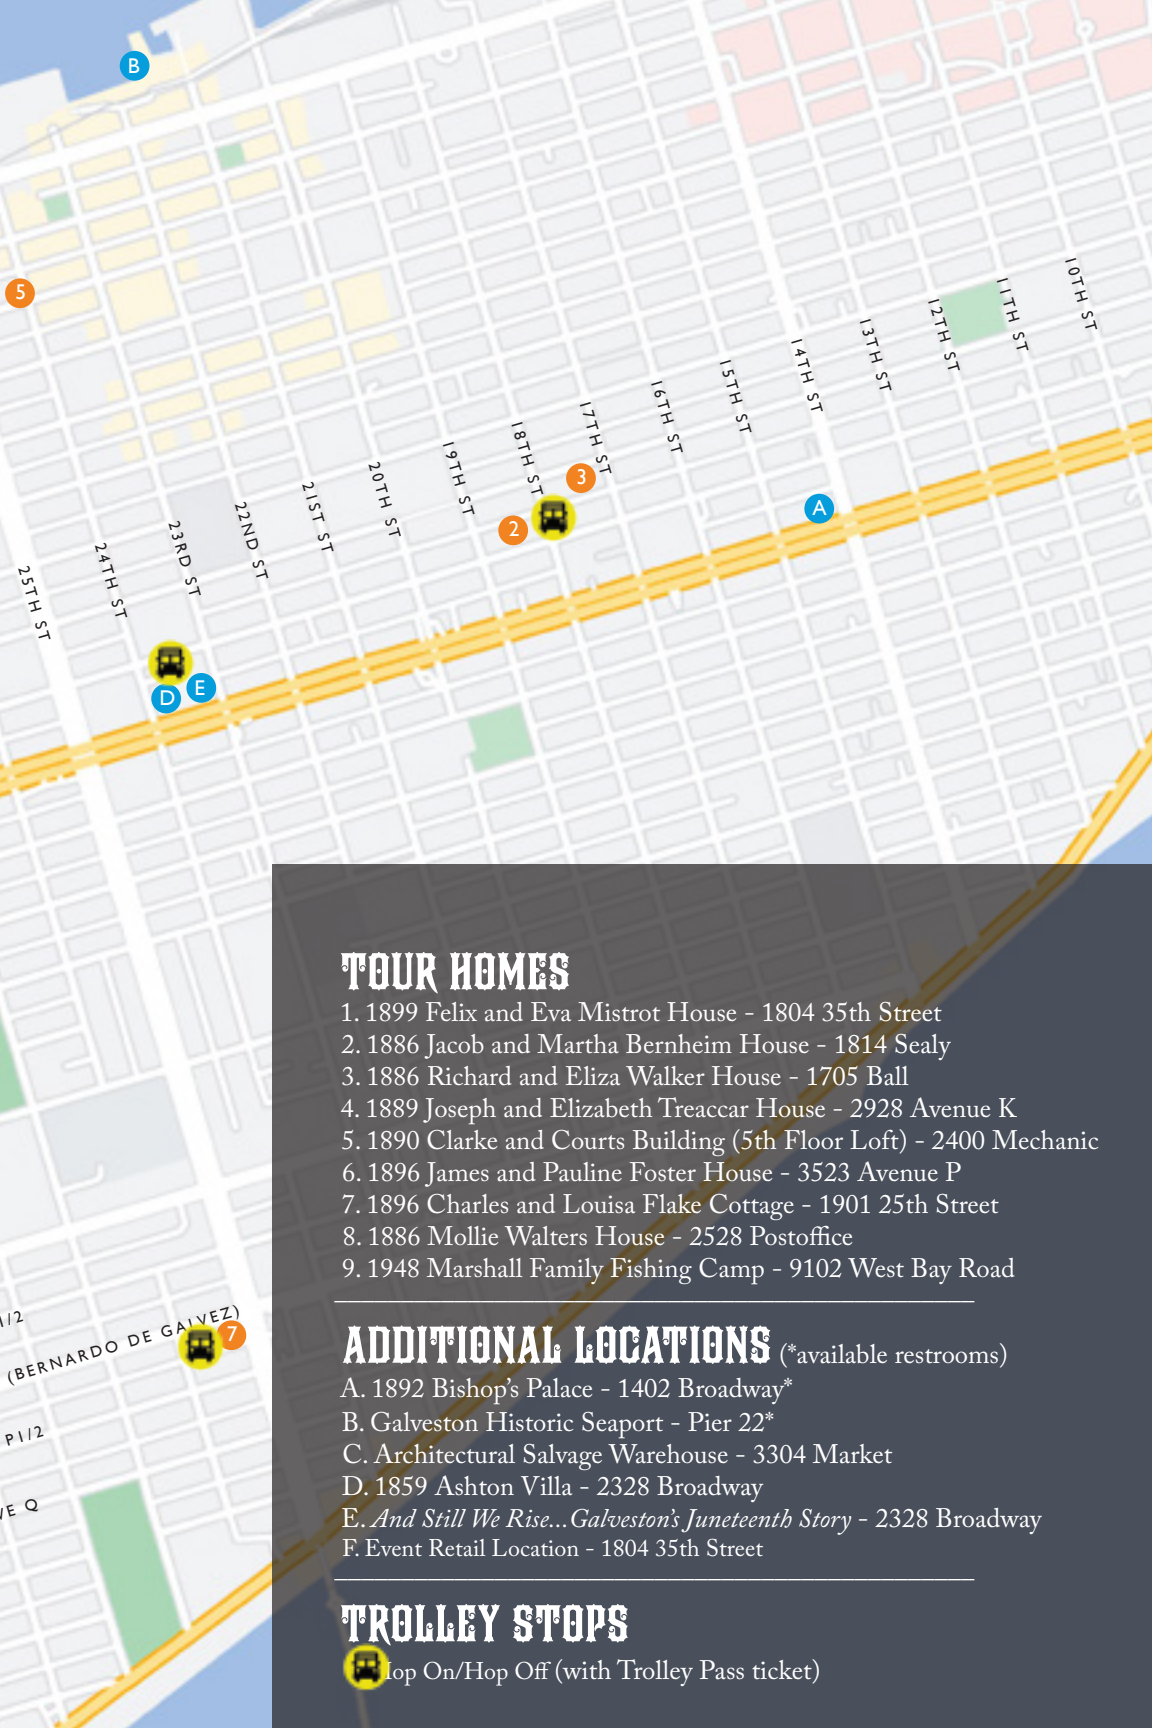 B
5
10TH ST
11TH ST
12TH ST
13TH ST
14TH ST
15TH ST
16TH ST
17TH ST
18TH ST
19TH ST
20TH ST
21ST ST
22ND ST
23RD ST
24TH ST
25TH ST
3
2
A
D
E
TOUR HOMES
1. 1899 Felix and Eva Mistrot House - 1804 35th Street
2. 1886 Jacob and Martha Bernheim House - 1814 Sealy
3. 1886 Richard and Eliza Walker House - 1705 Ball
4. 1889 Joseph and Elizabeth Treaccar House - 2928 Avenue K
5. 1890 Clarke and Courts Building (5th Floor Loft) - 2400 Mechanic
6. 1896 James and Pauline Foster House - 3523 Avenue P
7. 1896 Charles and Louisa Flake Cottage - 1901 25th Street
8. 1886 Mollie Walters House - 2528 Postoffice
9. 1948 Marshall Family Fishing Camp - 9102 West Bay Road
ADDITIONAL LOCATIONS (*available restrooms)
A. 1892 Bishop's Palace - 1402 Broadway*
B. Galveston Historic Seaport - Pier 22*
C. Architectural Salvage Warehouse - 3304 Market
D. 1859 Ashton Villa - 2328 Broadway
E. And Still We Rise...Galveston's Juneteenth Story - 2328 Broadway
F. Event Retail Location - 1804 35th Street
TROLLEY STOPS
On/Hop Off (with Trolley Pass ticket)
1/2
(BERNARDO DE GALVEZ)
7
P1/2
Q